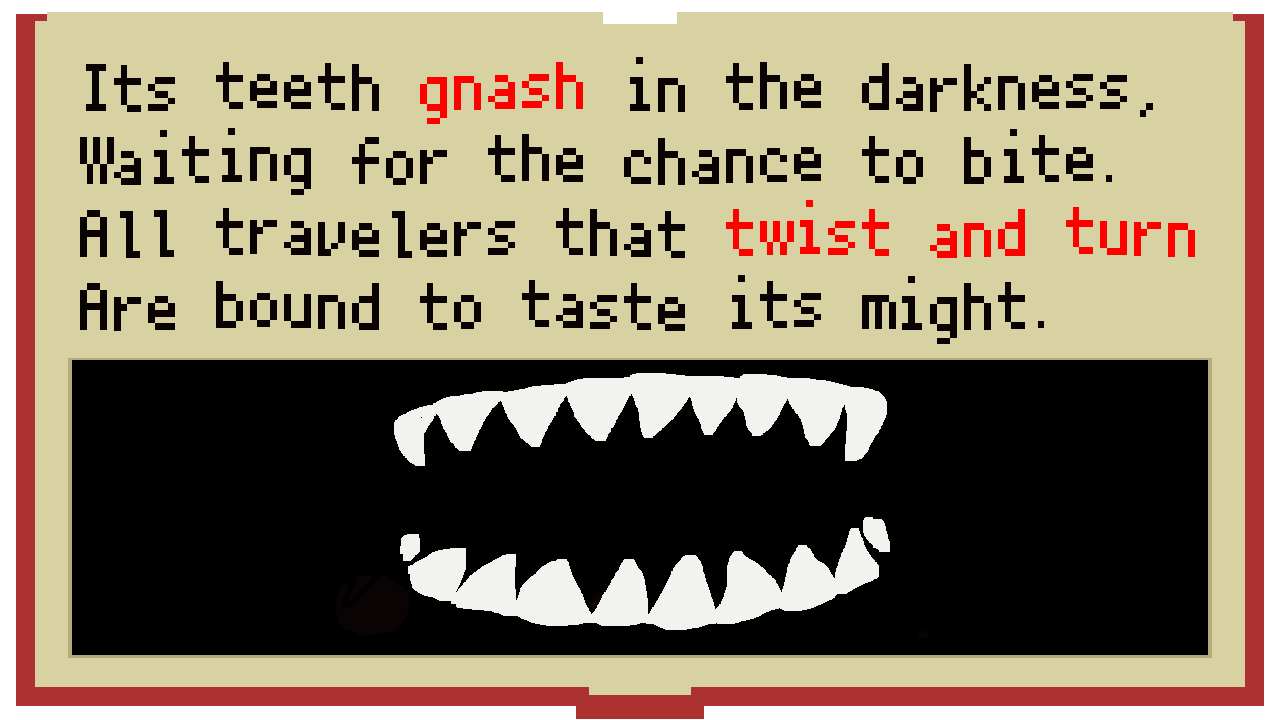 Its teeth gnash in the darkness,
Waiting for the chance to bite.
All travelers that twist and turn
Are bound to taste its might.